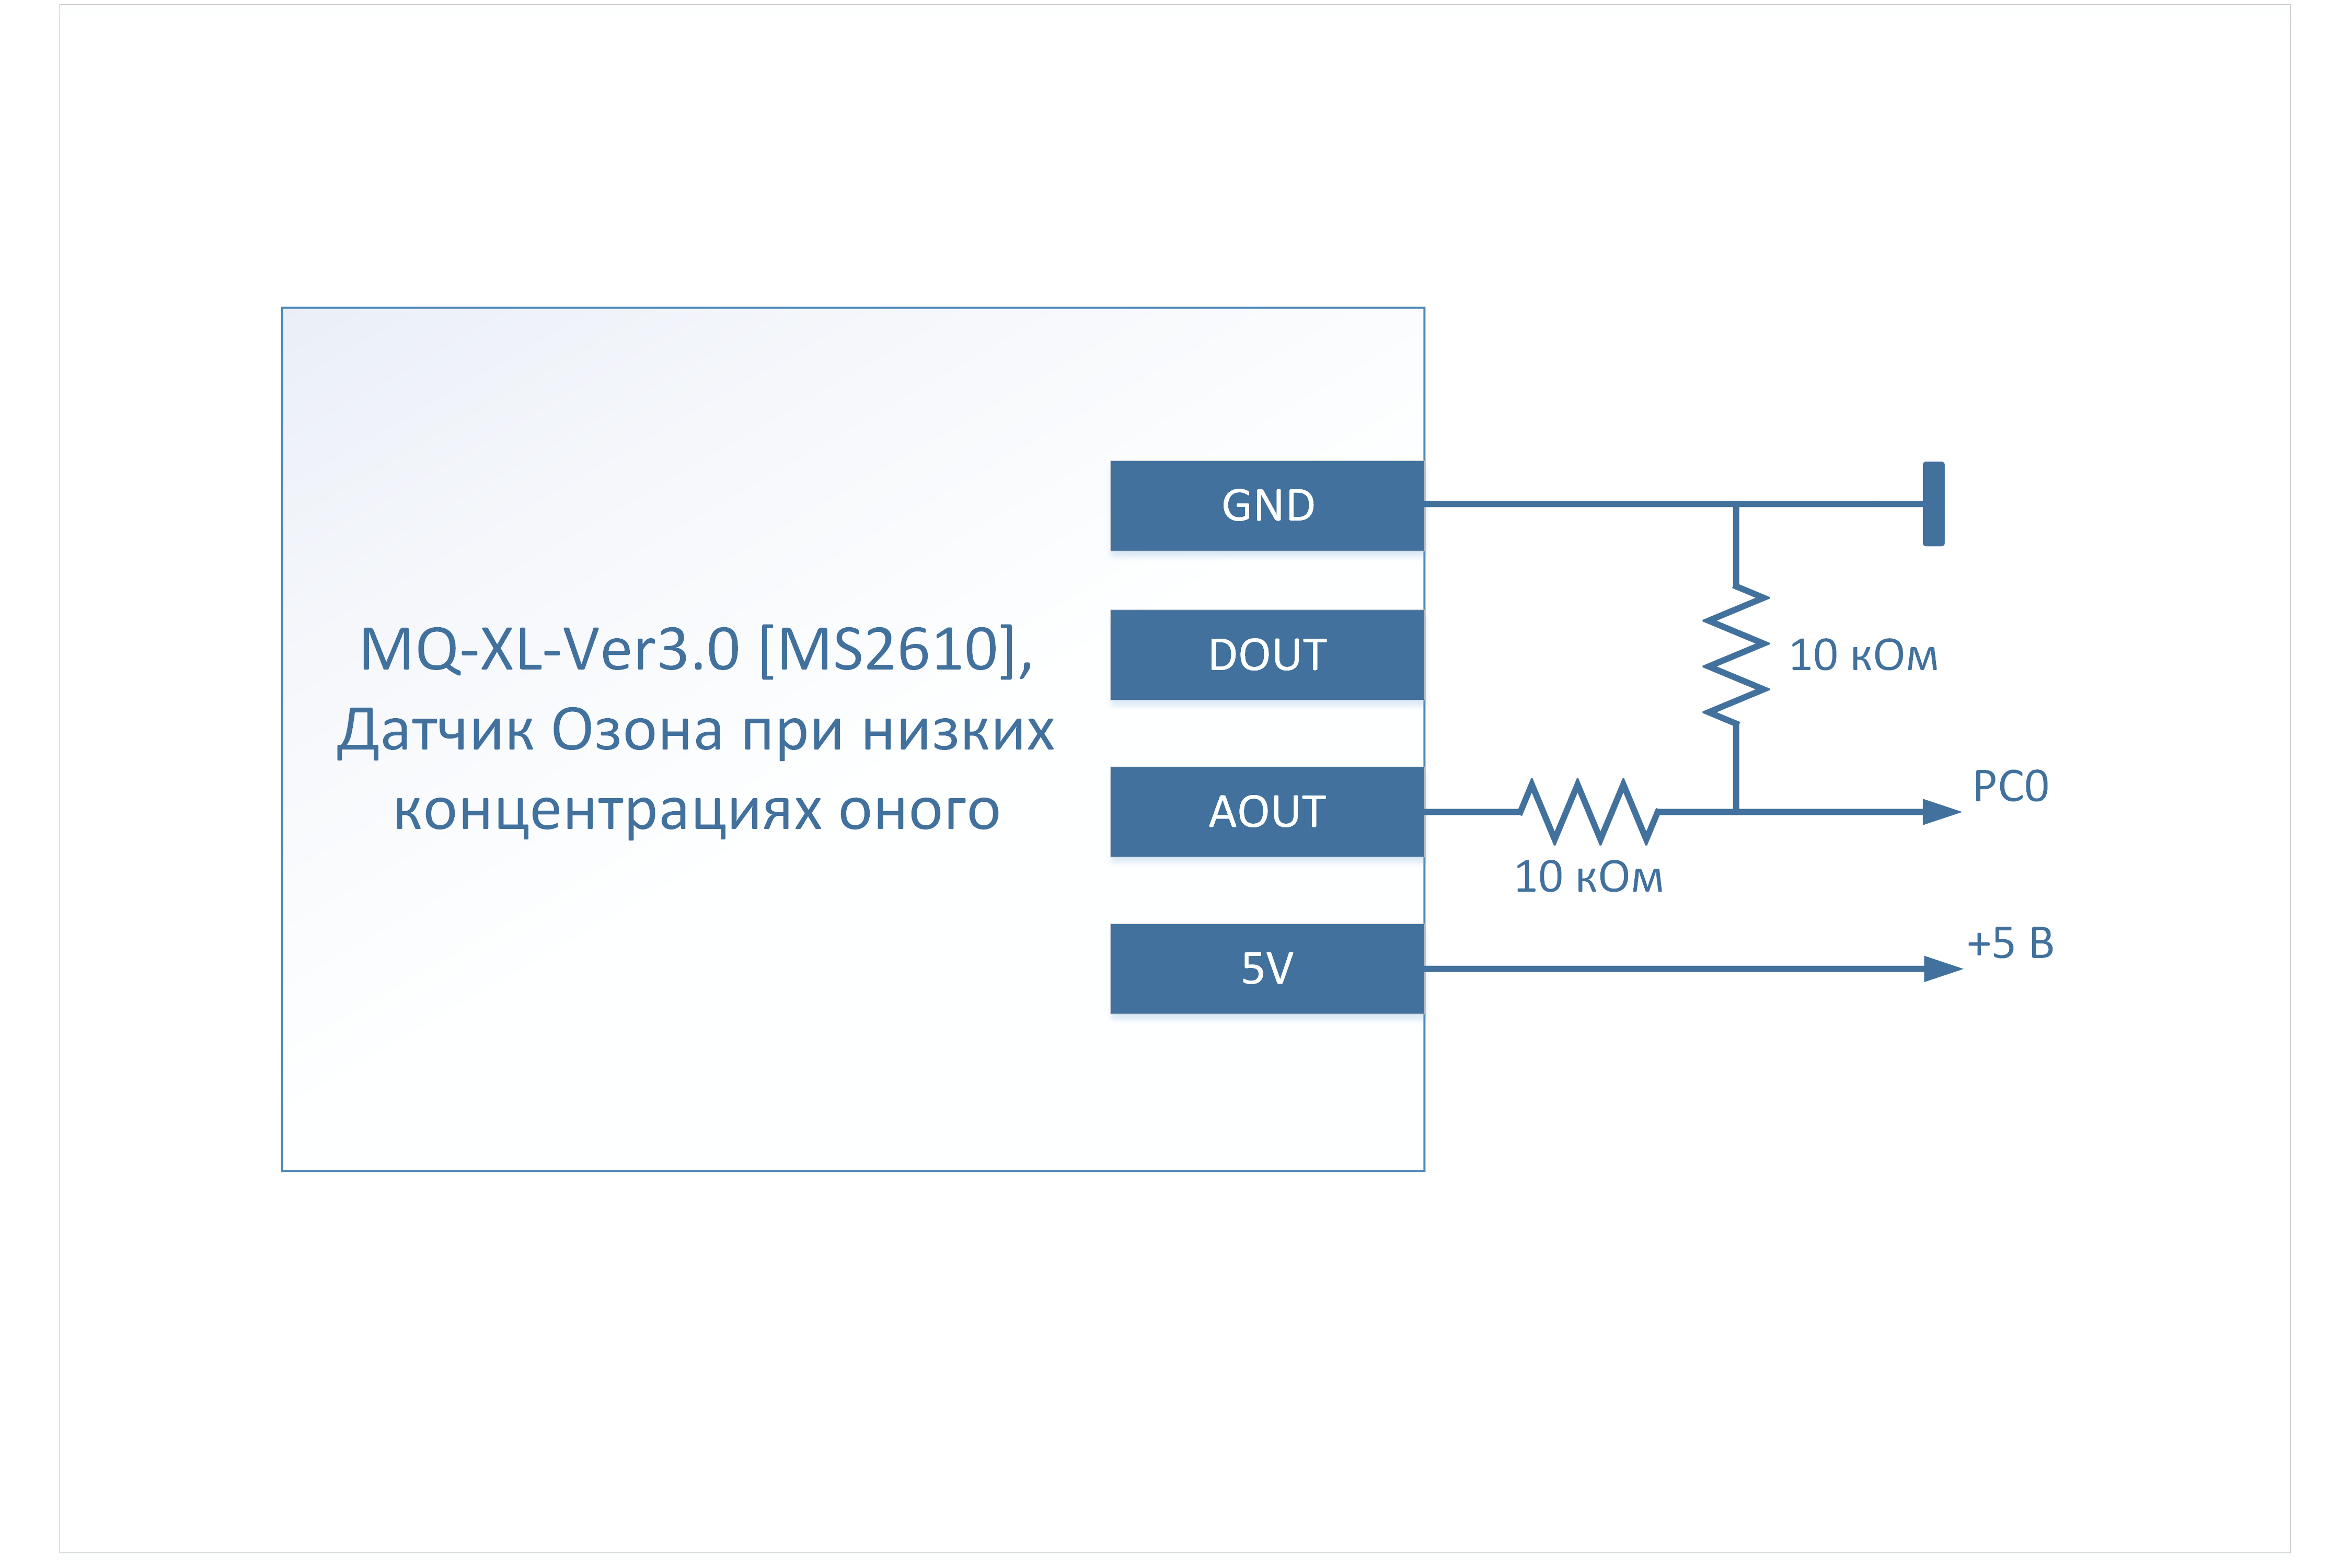 MQ-XL-Ver3.0 [MS2610],
Датчик Озона при низких
концентрациях оного
GND
DOUT
AOUT
5V
10 кОм
10 кОм
PC0
+5 В